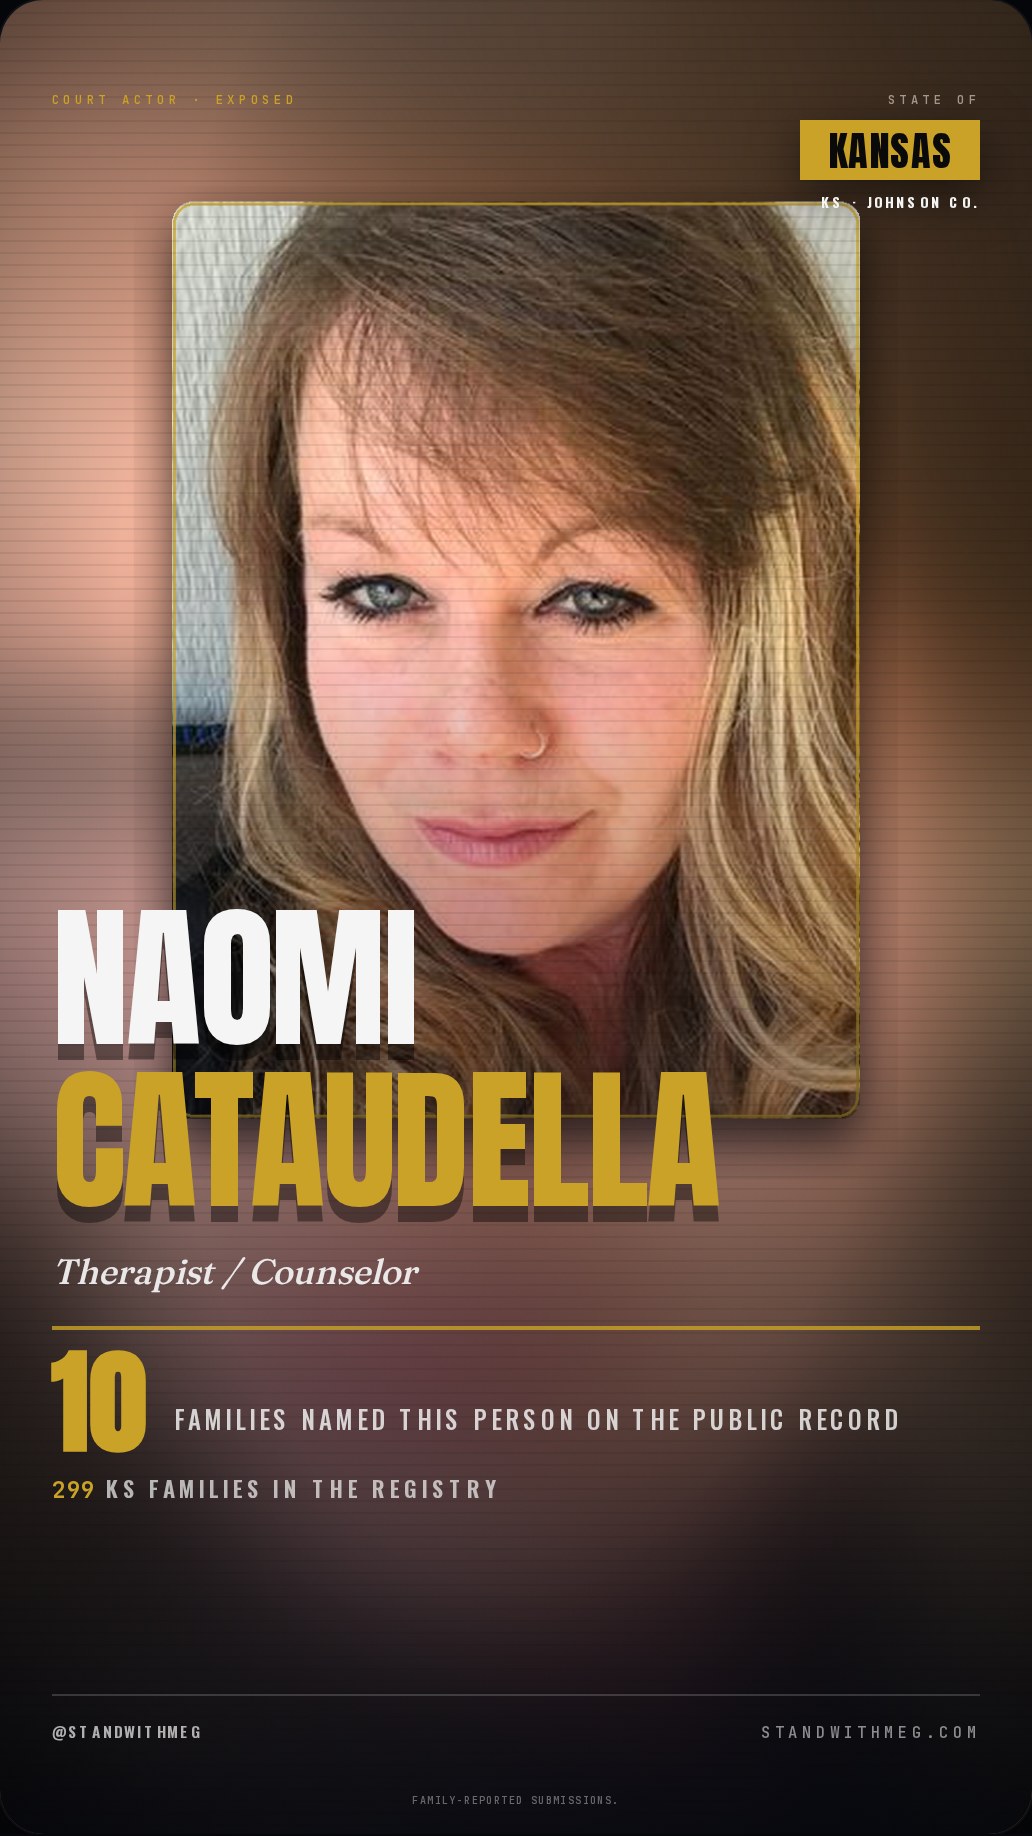 COURT ACTOR · EXPOSED
STATE OF
KANSAS
KS · JOHNSON CO.
NAOMI
CATAUDELLA
Therapist / Counselor
10 FAMILIES NAMED THIS PERSON ON THE PUBLIC RECORD
299 KS FAMILIES IN THE REGISTRY
@STANDWITHMEG
STANDWITHMEG.COM
FAMILY-REPORTED SUBMISSIONS.